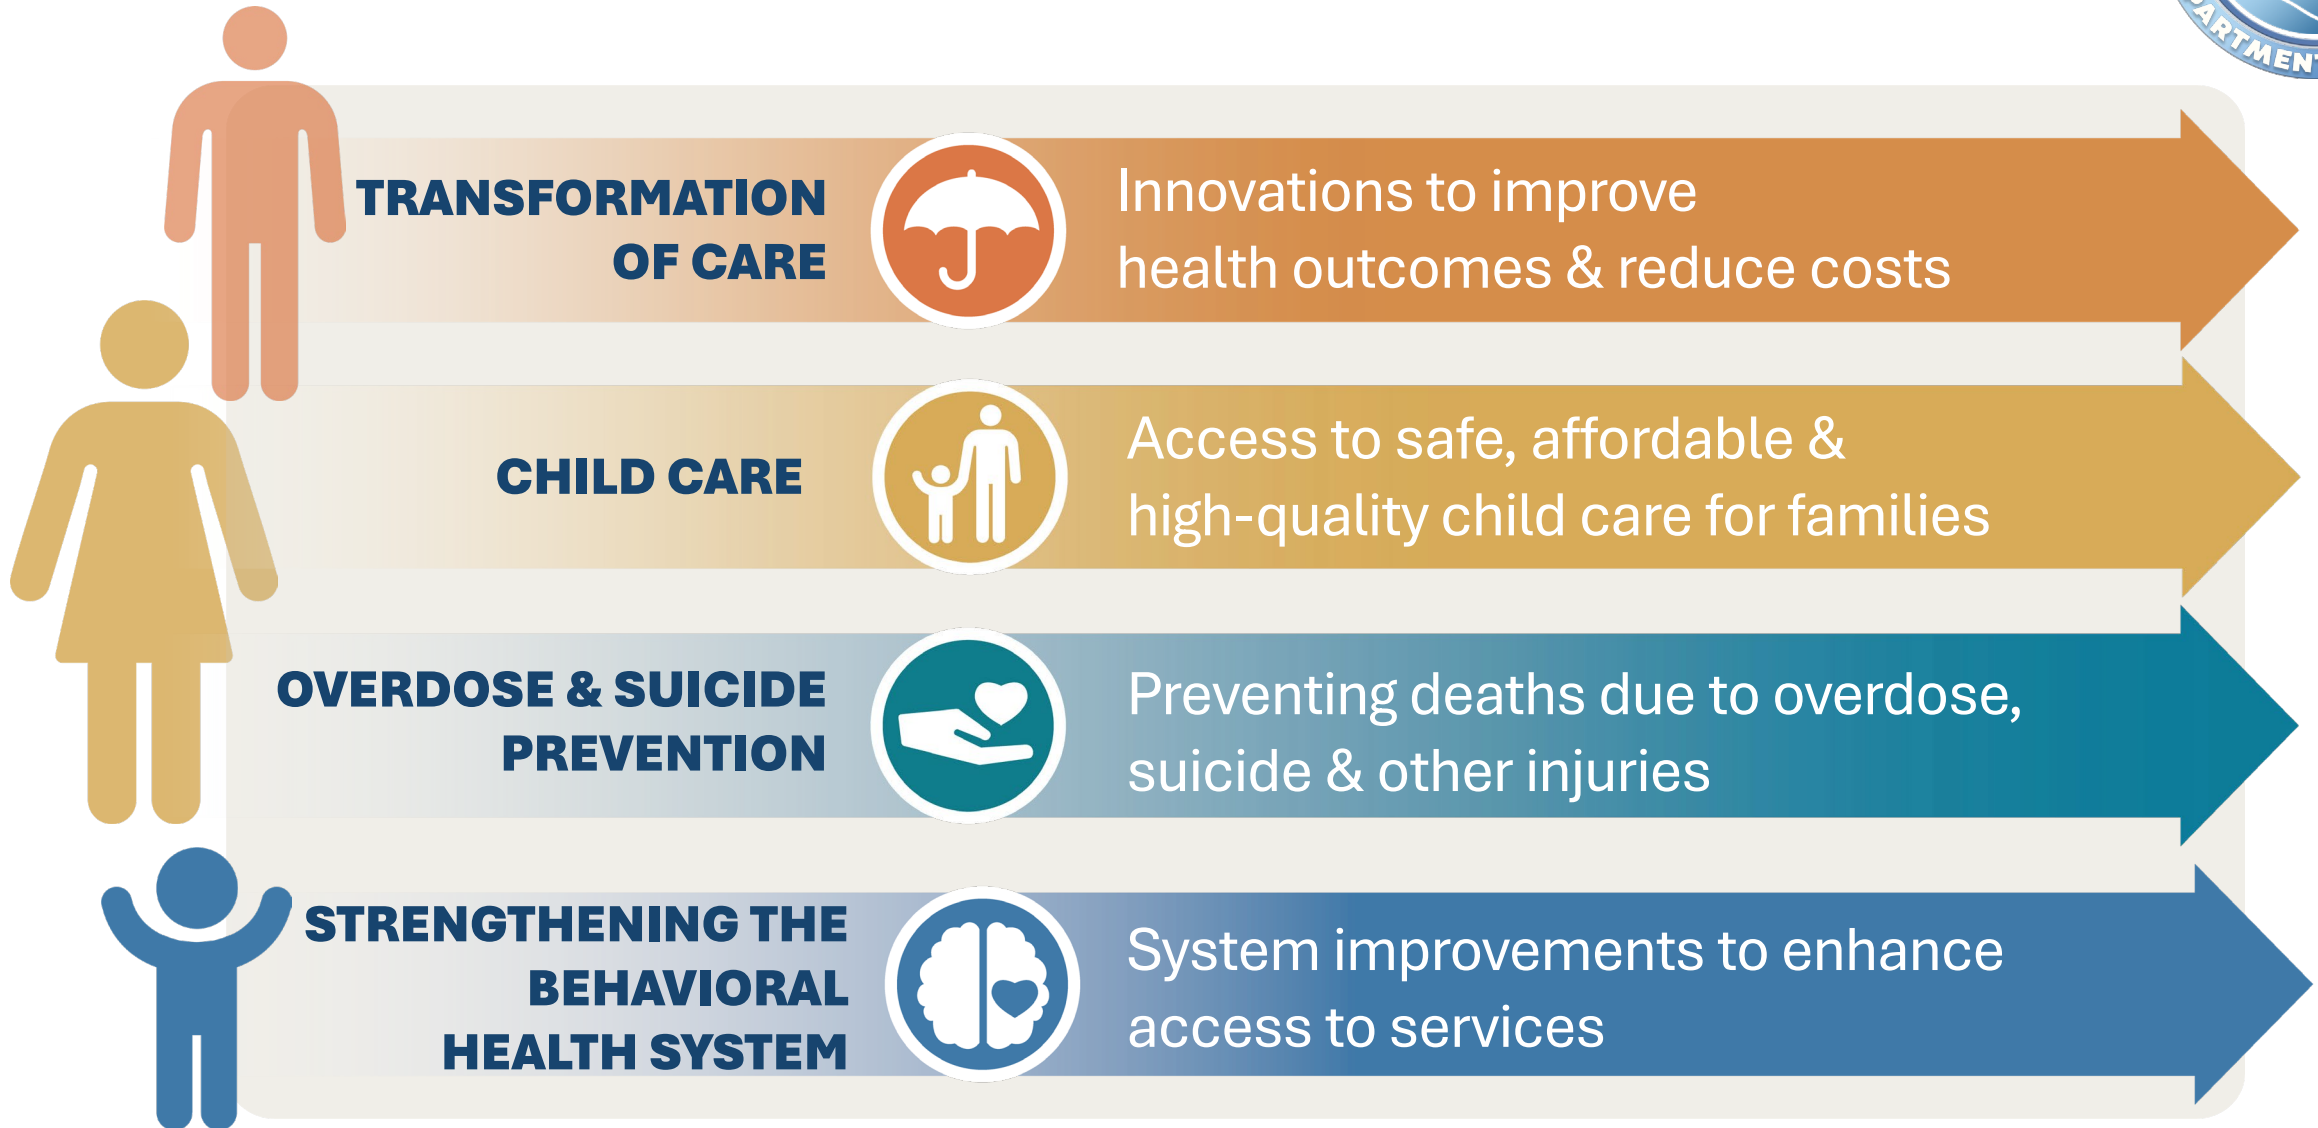 PARTMENT
TRANSFORMATION
OF CARE
Innovations to improve
health outcomes & reduce costs
CHILD CARE
Access to safe, affordable &
high-quality child care for families
OVERDOSE & SUICIDE
PREVENTION
Preventing deaths due to overdose,
suicide & other injuries
STRENGTHENING THE
BEHAVIORAL
HEALTH SYSTEM
System improvements to enhance
access to services